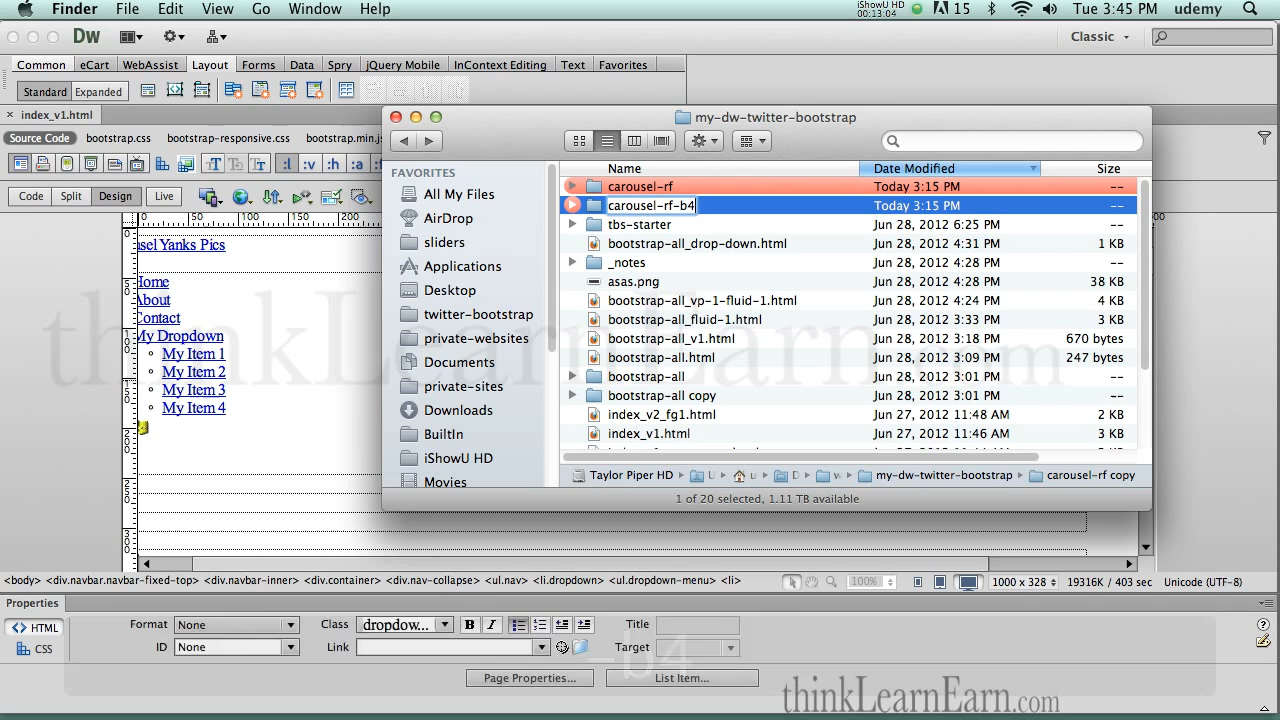 Finder File Edit View Go Window Help iShowU HD 00:13:04 15 Tue 3:45 PM udemy
Dw Classic
Common eCart WebAssist Layout Forms Data Spry jQuery Mobile InContext Editing Text Favorites
Standard Expanded
× index_v1.html
Source Code bootstrap.css bootstrap-responsive.css bootstrap.min.js
Code Split Design Live
usel Yanks Pics
Home
About
Contact
My Dropdown
My Item 1
My Item 2
My Item 3
My Item 4
my-dw-twitter-bootstrap
FAVORITES
All My Files
AirDrop
sliders
Applications
Desktop
twitter-bootstrap
private-websites
Documents
private-sites
Downloads
BuiltIn
iShowU HD
Movies
Name Date Modified Size
carousel-rf Today 3:15 PM --
carousel-rf-b4 Today 3:15 PM --
tbs-starter Jun 28, 2012 6:25 PM --
bootstrap-all_drop-down.html Jun 28, 2012 4:31 PM 1 KB
_notes Jun 28, 2012 4:28 PM --
asas.png Jun 28, 2012 4:28 PM 38 KB
bootstrap-all_vp-1-fluid-1.html Jun 28, 2012 4:24 PM 4 KB
bootstrap-all_fluid-1.html Jun 28, 2012 3:33 PM 3 KB
bootstrap-all_v1.html Jun 28, 2012 3:18 PM 670 bytes
bootstrap-all.html Jun 28, 2012 3:09 PM 247 bytes
bootstrap-all Jun 28, 2012 3:01 PM --
bootstrap-all copy Jun 28, 2012 3:01 PM --
index_v2_fg1.html Jun 27, 2012 11:48 AM 2 KB
index_v1.html Jun 27, 2012 11:46 AM 3 KB
Taylor Piper HD my-dw-twitter-bootstrap carousel-rf copy
1 of 20 selected, 1.11 TB available
thinkLearnEarn.com
<body> <div.navbar.navbar-fixed-top> <div.navbar-inner> <div.container> <div.nav-collapse> <ul.nav> <li.dropdown> <ul.dropdown-menu> <li> 100% 1000 x 328 19316K / 403 sec Unicode (UTF-8)
Properties
<> HTML Format None Class dropdow... B I Title
CSS ID None Link Target
-b4
Page Properties... List Item...
thinkLearnEarn.com